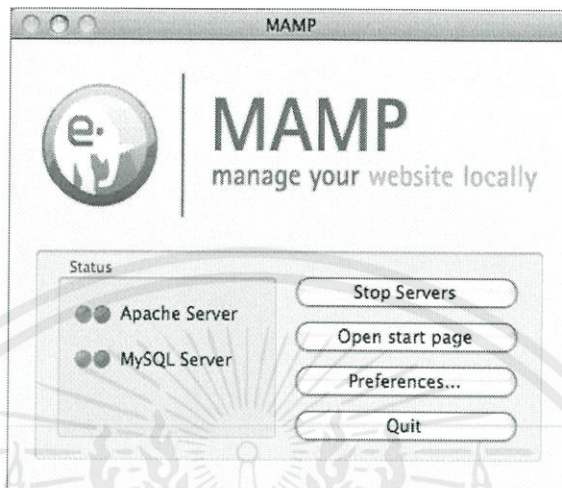 MAMP
e.
MAMP
manage your website locally
Status
Apache Server
MySQL Server
Stop Servers
Open start page
Preferences...
Quit